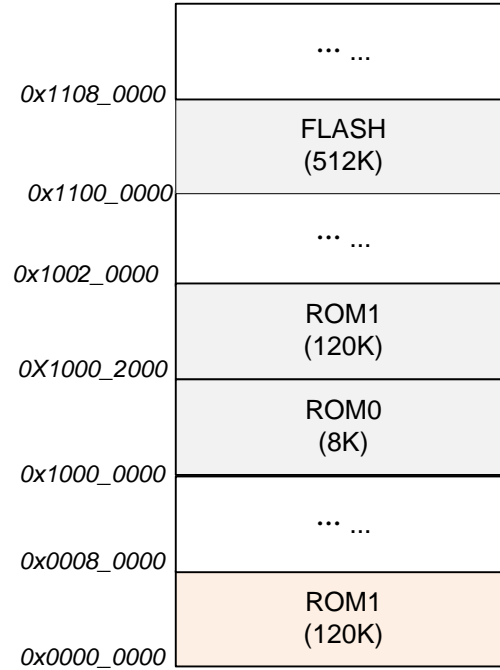 ... ...
0x1108_0000
FLASH
(512K)
0x1100_0000
... ...
0x1002_0000
ROM1
(120K)
0X1000_2000
ROM0
(8K)
0x1000_0000
... ...
0x0008_0000
ROM1
(120K)
0x0000_0000